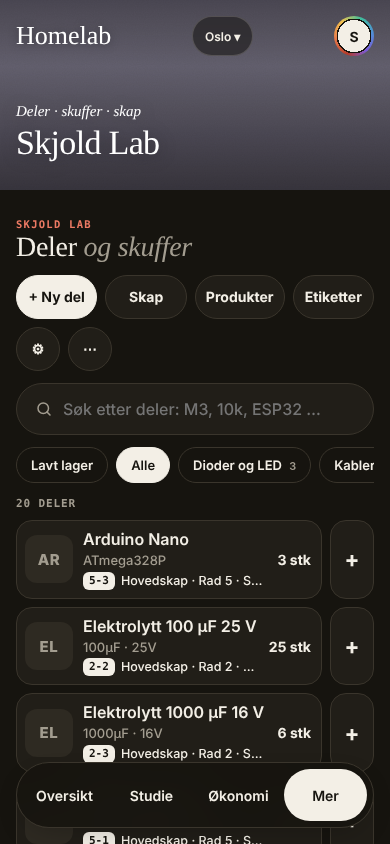 Homelab
Oslo ▾
S
Deler · skuffer · skap
Skjold Lab
SKJOLD LAB
Deler og skuffer
+ Ny del
Skap
Produkter
Etiketter
⚙
⋯
Søk etter deler: M3, 10k, ESP32 ...
Lavt lager
Alle
Dioder og LED 3
Kabler
20 DELER
AR
Arduino Nano
ATmega328P
3 stk
5-3 Hovedskap · Rad 5 · S...
+
EL
Elektrolytt 100 µF 25 V
100µF · 25V
25 stk
2-2 Hovedskap · Rad 2 · ...
+
EL
Elektrolytt 1000 µF 16 V
1000µF · 16V
6 stk
2-3 Hovedskap · Rad 2 · S...
+
Oversikt
Studie
Økonomi
Mer
5-1 Hovedskap · Rad 5 · S...